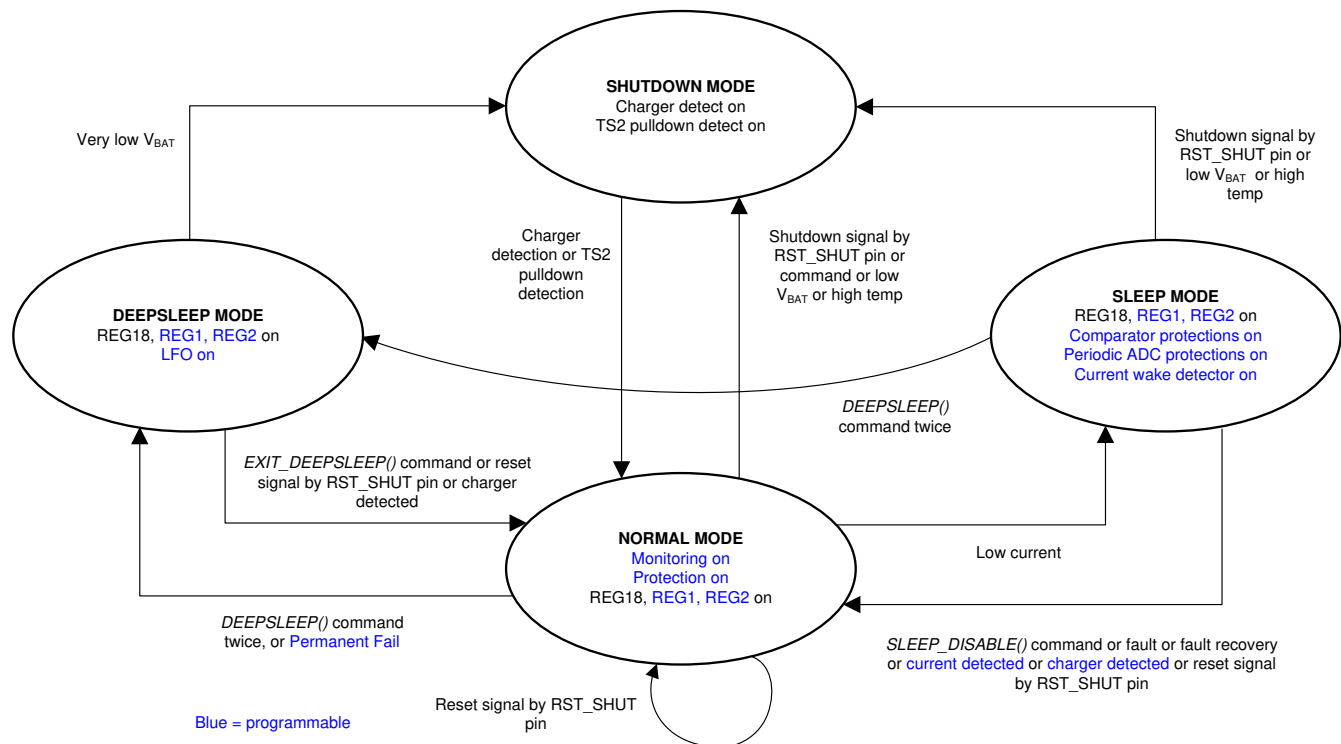 SHUTDOWN MODE
Charger detect on
TS2 pulldown detect on
Very low VBAT
Shutdown signal by
RST_SHUT pin or
low VBAT or high
temp
Charger
detection or TS2
pulldown
detection
Shutdown signal by
RST_SHUT pin or
command or low
VBAT or high temp
DEEPSLEEP MODE
REG18, REG1, REG2 on
LFO on
SLEEP MODE
REG18, REG1, REG2 on
Comparator protections on
Periodic ADC protections on
Current wake detector on
DEEPSLEEP()
command twice
EXIT_DEEPSLEEP() command or reset
signal by RST_SHUT pin or charger
detected
NORMAL MODE
Monitoring on
Protection on
REG18, REG1, REG2 on
Low current
DEEPSLEEP() command
twice, or Permanent Fail
SLEEP_DISABLE() command or fault or fault recovery
or current detected or charger detected or reset signal
by RST_SHUT pin
Reset signal by RST_SHUT
pin
Blue = programmable